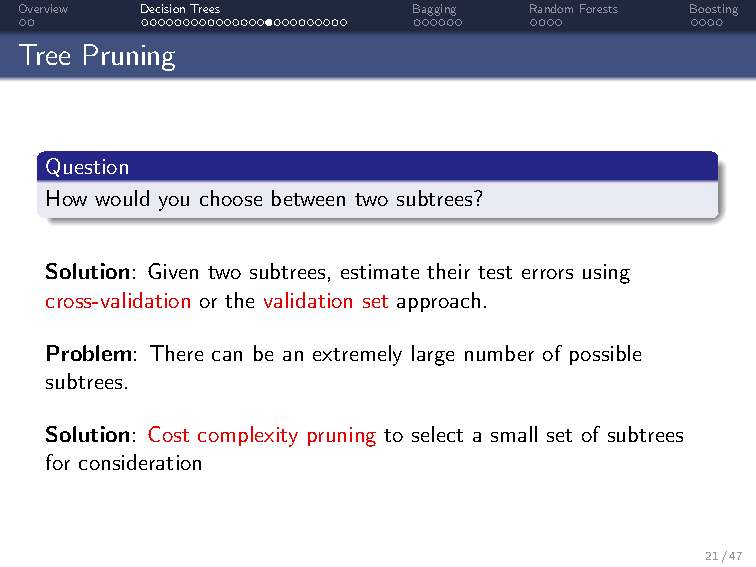 Overview Decision Trees Bagging Random Forests Boosting
Tree Pruning
Question
How would you choose between two subtrees?
Solution: Given two subtrees, estimate their test errors using
cross-validation or the validation set approach.
Problem: There can be an extremely large number of possible
subtrees.
Solution: Cost complexity pruning to select a small set of subtrees
for consideration
21 / 47